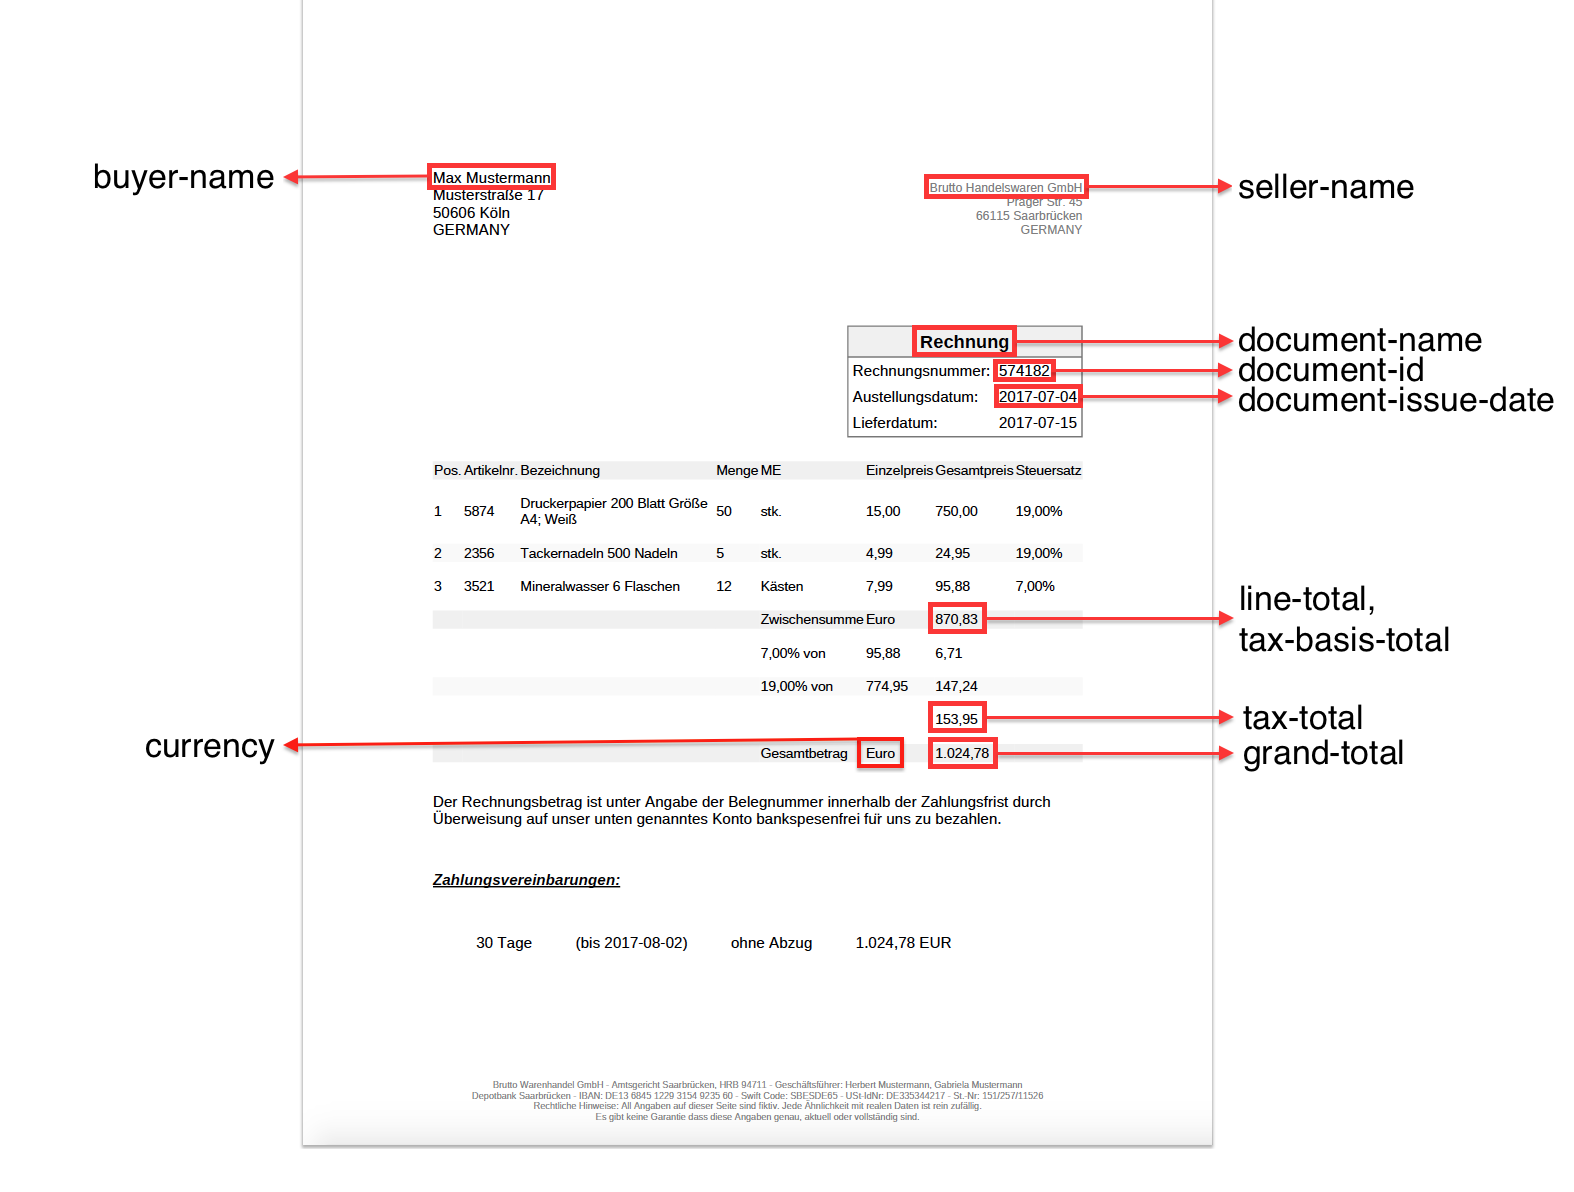 buyer-name
Max Mustermann
Musterstraße 17
50606 Köln
GERMANY
Brutto Handelswaren GmbH
Prager Str. 45
66115 Saarbrücken
GERMANY
seller-name
Rechnung
document-name
Rechnungsnummer: 574182
document-id
Austellungsdatum: 2017-07-04
document-issue-date
Lieferdatum: 2017-07-15
Pos. Artikelnr. Bezeichnung Menge ME Einzelpreis Gesamtpreis Steuersatz
1 5874 Druckerpapier 200 Blatt Größe A4; Weiß 50 stk. 15,00 750,00 19,00%
2 2356 Tackernadeln 500 Nadeln 5 stk. 4,99 24,95 19,00%
3 3521 Mineralwasser 6 Flaschen 12 Kästen 7,99 95,88 7,00%
Zwischensumme Euro 870,83
line-total,
tax-basis-total
7,00% von 95,88 6,71
19,00% von 774,95 147,24
153,95
tax-total
currency
Gesamtbetrag Euro 1.024,78
grand-total
Der Rechnungsbetrag ist unter Angabe der Belegnummer innerhalb der Zahlungsfrist durch
Überweisung auf unser unten genanntes Konto bankspesenfrei für uns zu bezahlen.
Zahlungsvereinbarungen:
30 Tage (bis 2017-08-02) ohne Abzug 1.024,78 EUR
Brutto Warenhandel GmbH - Amtsgericht Saarbrücken, HRB 94711 - Geschäftsführer: Herbert Mustermann, Gabriela Mustermann
Depotbank Saarbrücken - IBAN: DE13 6845 1229 3154 9235 60 - Swift Code: SBESDE65 - USt-IdNr: DE335344217 - St.-Nr: 151/257/11526
Rechtliche Hinweise: All Angaben auf dieser Seite sind fiktiv. Jede Ähnlichkeit mit realen Daten ist rein zufällig.
Es gibt keine Garantie dass diese Angaben genau, aktuell oder vollständig sind.